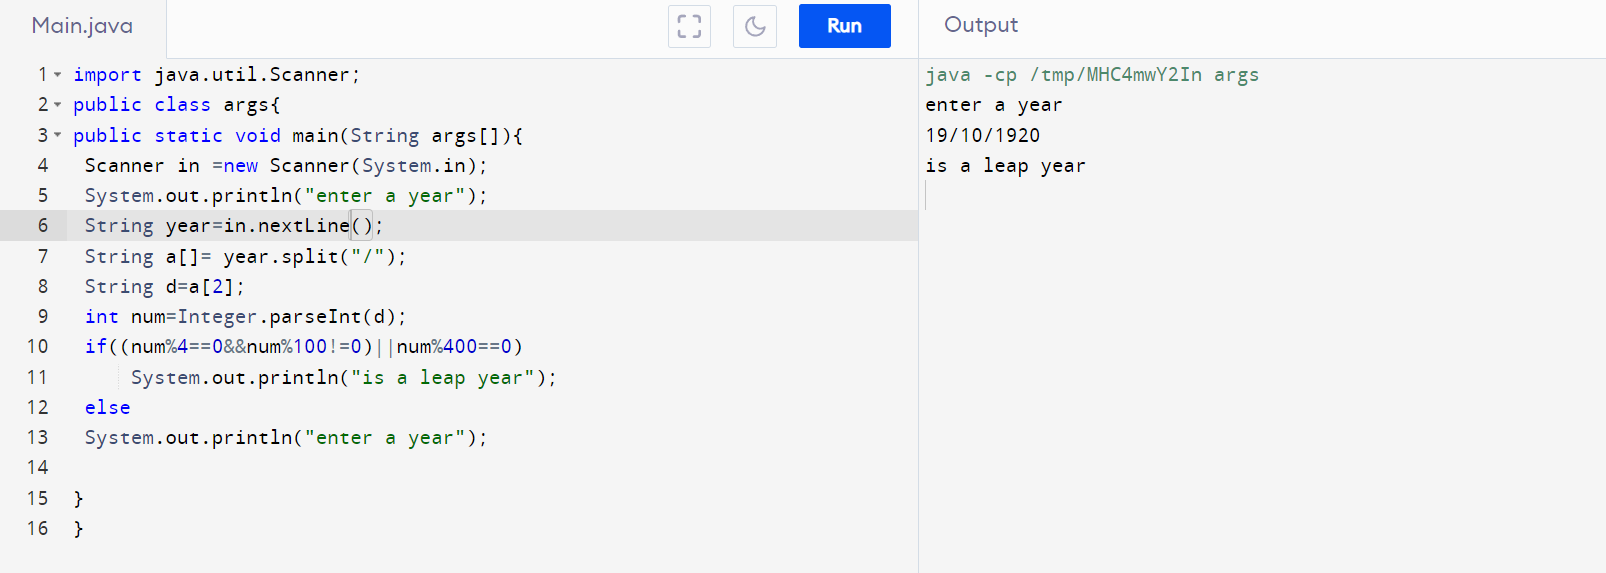 Main.java
Run
Output
1 import java.util.Scanner;
2 public class args{
3 public static void main(String args[]){
4 Scanner in =new Scanner(System.in);
5 System.out.println("enter a year");
6 String year=in.nextLine();
7 String a[]= year.split("/");
8 String d=a[2];
9 int num=Integer.parseInt(d);
10 if((num%4==0&&num%100!=0)||num%400==0)
11 System.out.println("is a leap year");
12 else
13 System.out.println("enter a year");
14
15 }
16 }
java -cp /tmp/MHC4mwY2In args
enter a year
19/10/1920
is a leap year